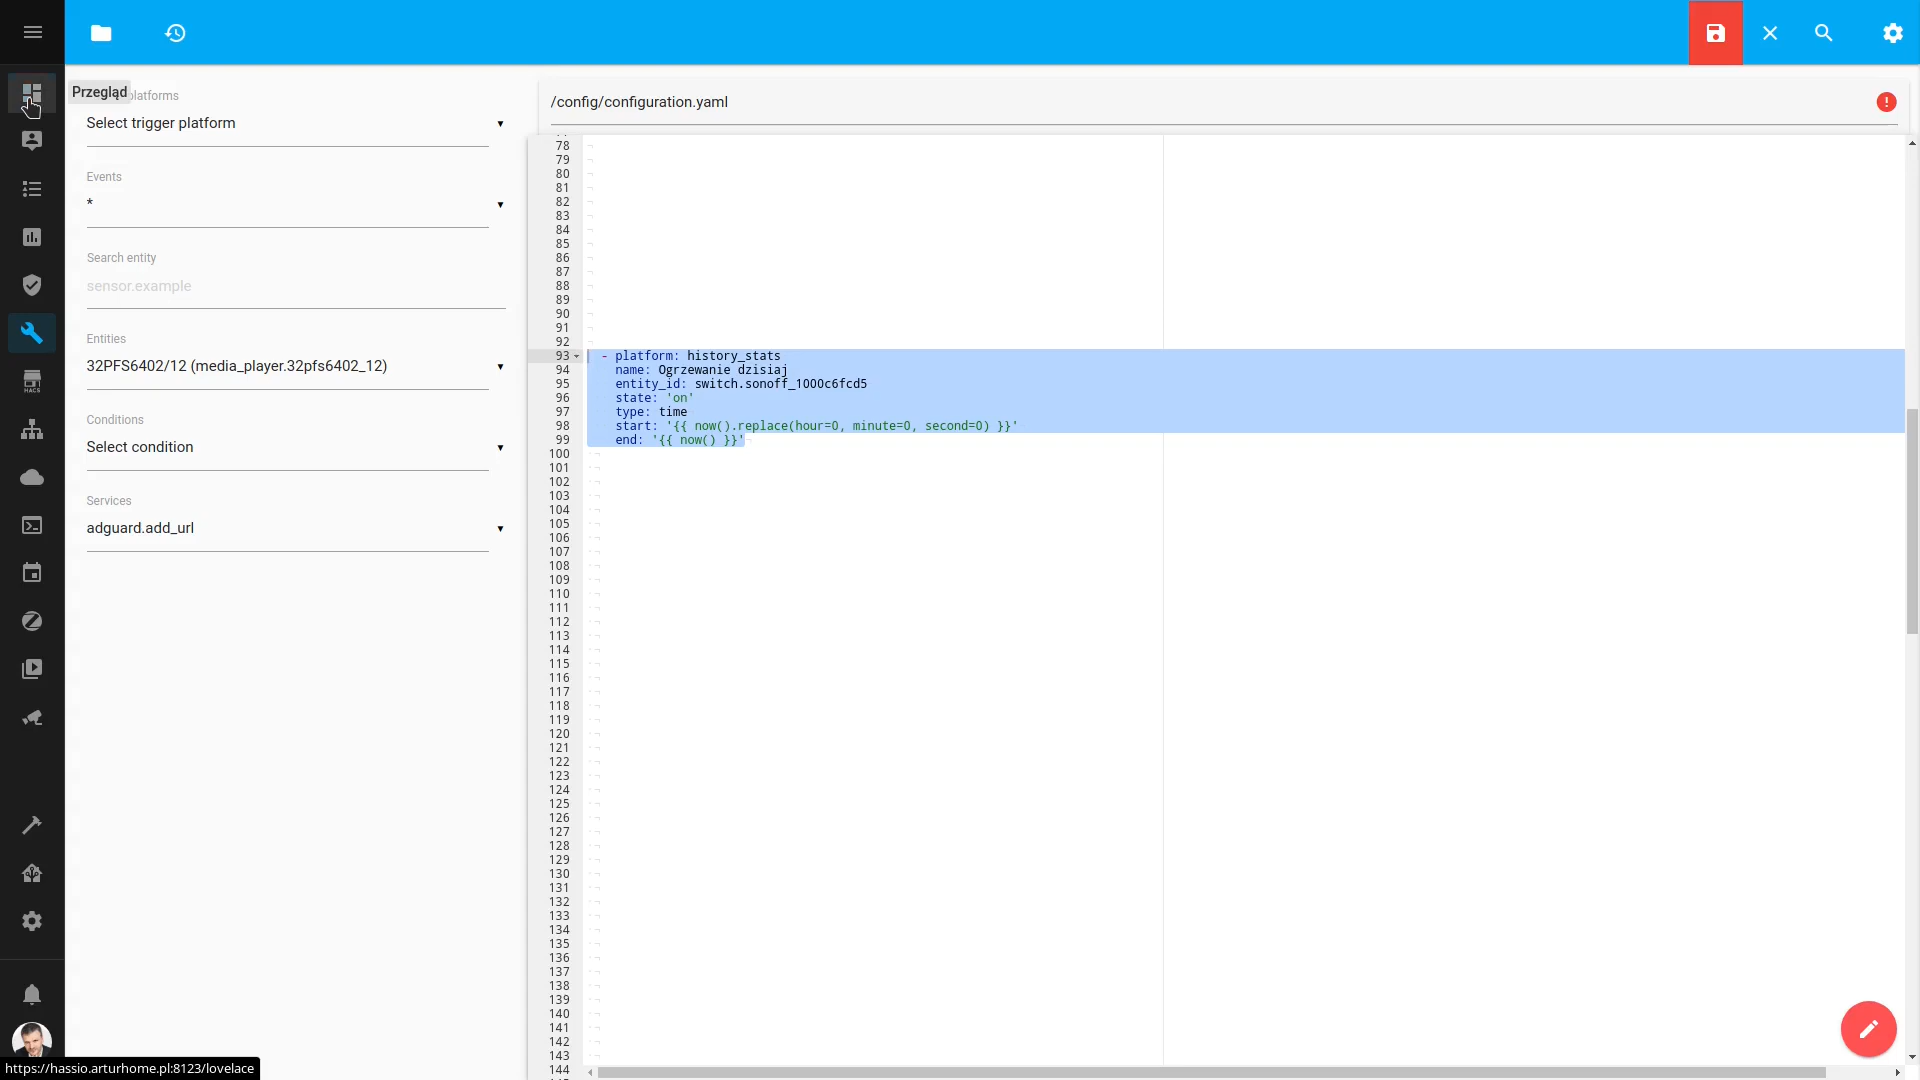 Przegląd
latforms
Select trigger platform
Events
*
Search entity
sensor.example
Entities
32PFS6402/12 (media_player.32pfs6402_12)
Conditions
Select condition
Services
adguard.add_url
HACS
/config/configuration.yaml
78
79
80
81
82
83
84
85
86
87
88
89
90
91
92
93 - platform: history_stats
94 name: Ogrzewanie dzisiaj
95 entity_id: switch.sonoff_1000c6fcd5
96 state: 'on'
97 type: time
98 start: '{{ now().replace(hour=0, minute=0, second=0) }}'
99 end: '{{ now() }}'
100
101
102
103
104
105
106
107
108
109
110
111
112
113
114
115
116
117
118
119
120
121
122
123
124
125
126
127
128
129
130
131
132
133
134
135
136
137
138
139
140
141
142
143
144
https://hassio.arturhome.pl:8123/lovelace